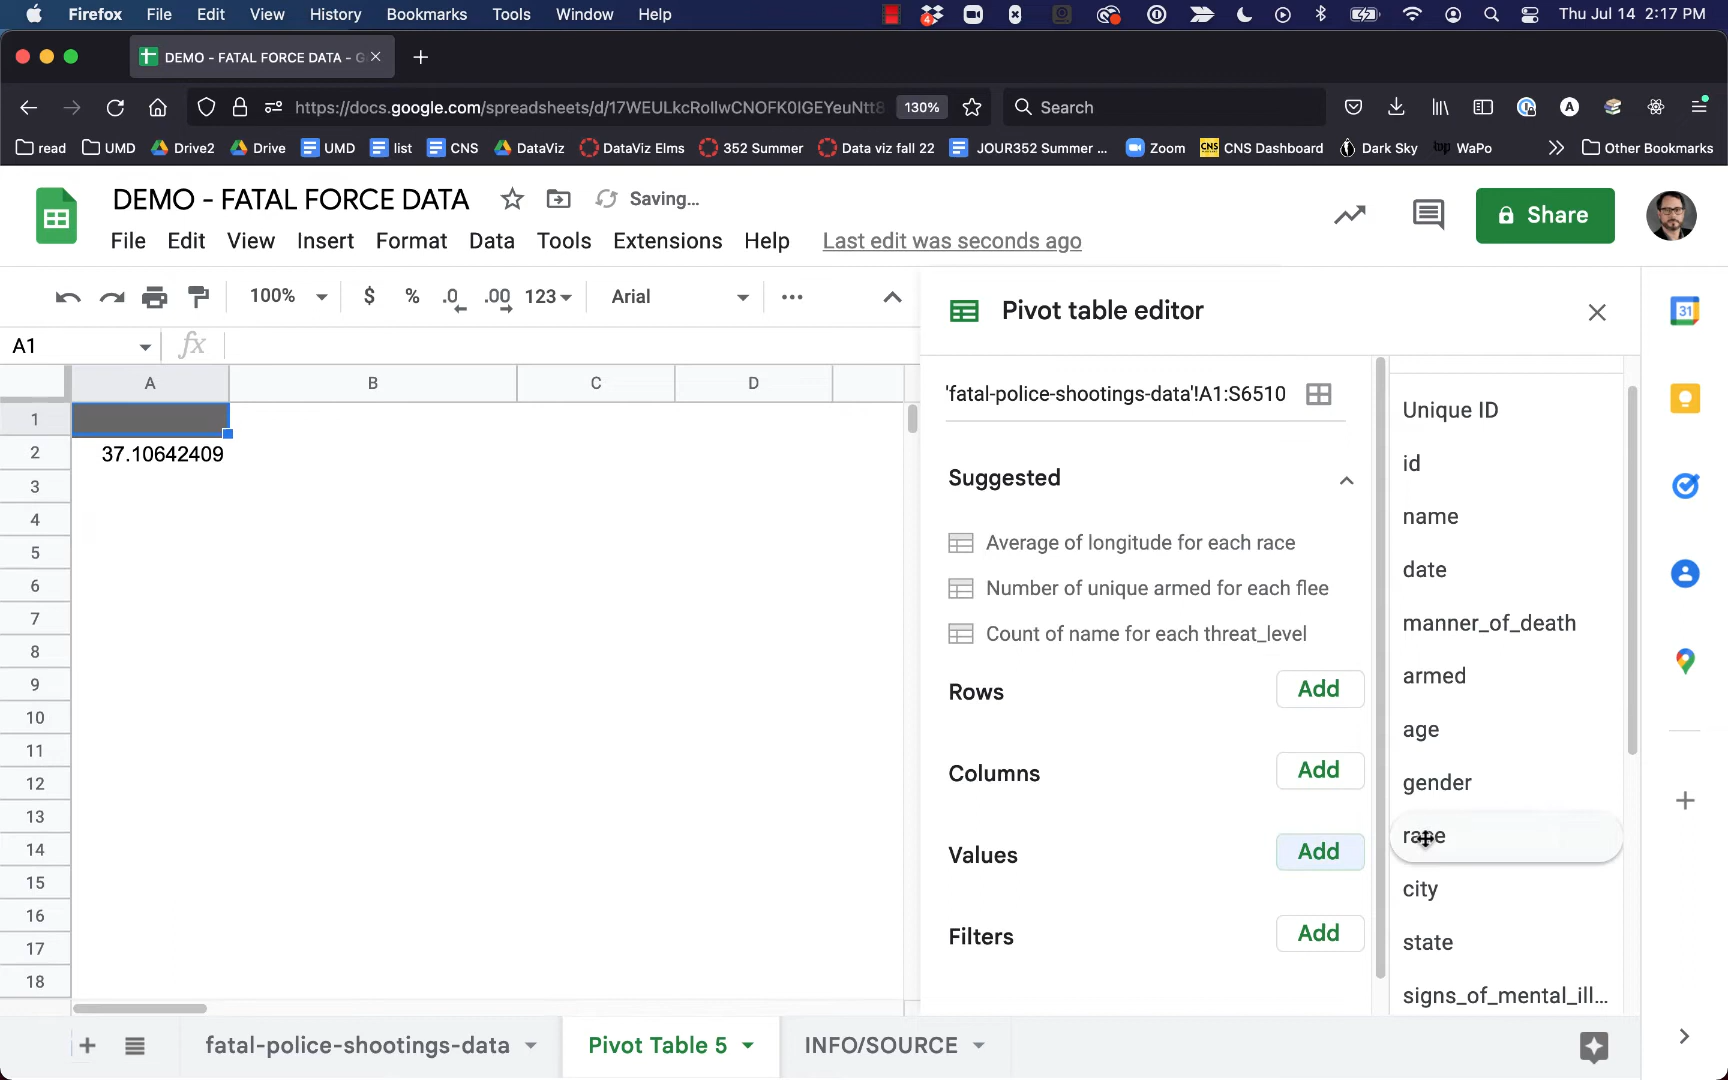 Firefox File Edit View History Bookmarks Tools Window Help 4 Thu Jul 14 2:17 PM
DEMO - FATAL FORCE DATA - G
https://docs.google.com/spreadsheets/d/17WEULkcRoIlwCNOFK0IGEYeuNtt8 130% Search
read UMD Drive2 Drive UMD list CNS DataViz DataViz Elms 352 Summer Data viz fall 22 JOUR352 Summer ... Zoom CNS CNS Dashboard Dark Sky WaPo Other Bookmarks
DEMO - FATAL FORCE DATA Saving...
Share
File Edit View Insert Format Data Tools Extensions Help Last edit was seconds ago
100% $ % .0 .00 123 Arial
Pivot table editor
31
A1 fx
A B C D
'fatal-police-shootings-data'!A1:S6510
1
2 37.10642409
3
4
5
6
7
8
9
10
11
12
13
14
15
16
17
18
Suggested
Average of longitude for each race
Number of unique armed for each flee
Count of name for each threat_level
Rows Add
Columns Add
Values Add
Filters Add
Unique ID
id
name
date
manner_of_death
armed
age
gender
race
city
state
signs_of_mental_ill...
fatal-police-shootings-data Pivot Table 5 INFO/SOURCE